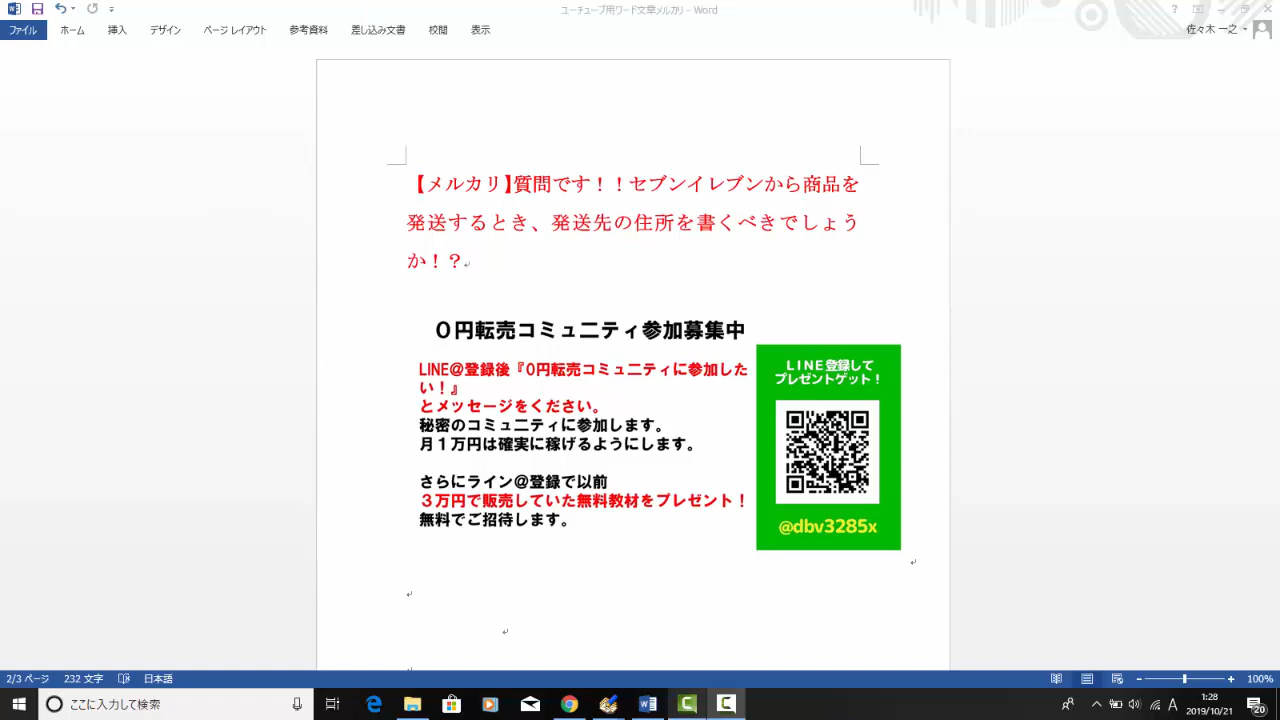 ユーチューブ用ワード文章メルカリ - Word
ファイル ホーム 挿入 デザイン ページ レイアウト 参考資料 差し込み文書 校閲 表示 佐々木 一之
【メルカリ】質問です！！セブンイレブンから商品を
発送するとき、発送先の住所を書くべきでしょう
か！？
０円転売コミュ二ティ参加募集中
LINE@登録後『0円転売コミュ二ティに参加した
い！』
とメッセージをください。
秘密のコミュ二ティに参加します。
月１万円は確実に稼げるようにします。
さらにライン＠登録で以前
３万円で販売していた無料教材をプレゼント！
無料でご招待します。
ＬＩＮＥ登録して
プレゼントゲット！
@dbv3285x
2/3 ページ 232 文字 日本語 100%
ここに入力して検索
A
1:28
2019/10/21
20